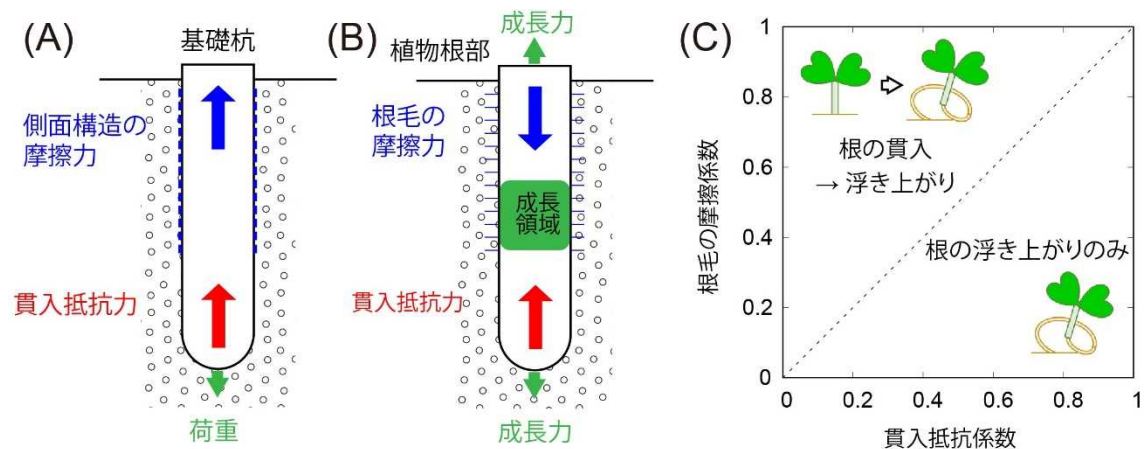 (A)
基礎杭
側面構造の
摩擦力
貫入抵抗力
荷重
(B)
成長力
植物根部
根毛の
摩擦力
成長
領域
貫入抵抗力
成長力
(C)
根毛の摩擦係数
1
0.8
0.6
0.4
0.2
0
根の貫入
→ 浮き上がり
根の浮き上がりのみ
0
0.2
0.4
0.6
0.8
1
貫入抵抗係数